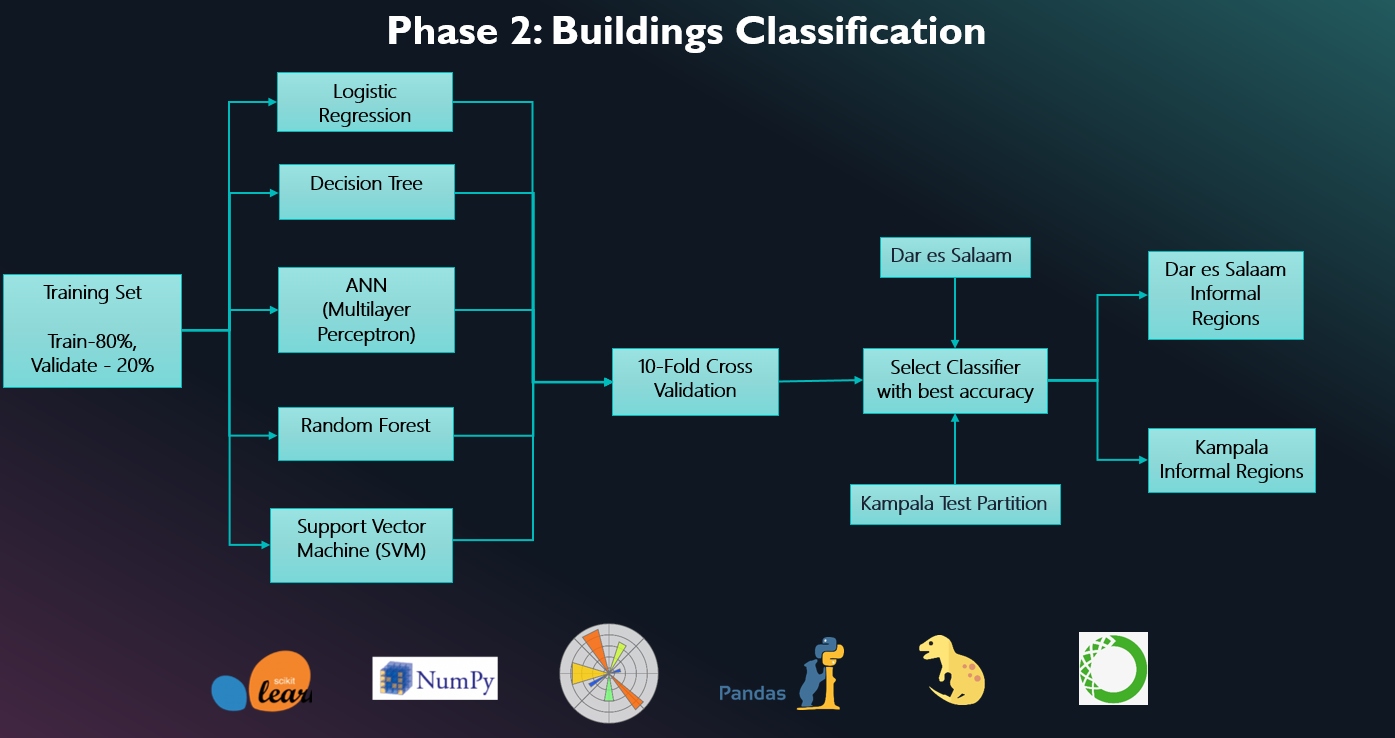 Phase 2: Buildings Classification
Logistic
Regression
Decision Tree
ANN
(Multilayer
Perceptron)
Random Forest
Support Vector
Machine (SVM)
Training Set
Train-80%,
Validate - 20%
10-Fold Cross
Validation
Dar es Salaam
Select Classifier
with best accuracy
Kampala Test Partition
Dar es Salaam
Informal
Regions
Kampala
Informal Regions
scikit
lear
NumPy
Pandas